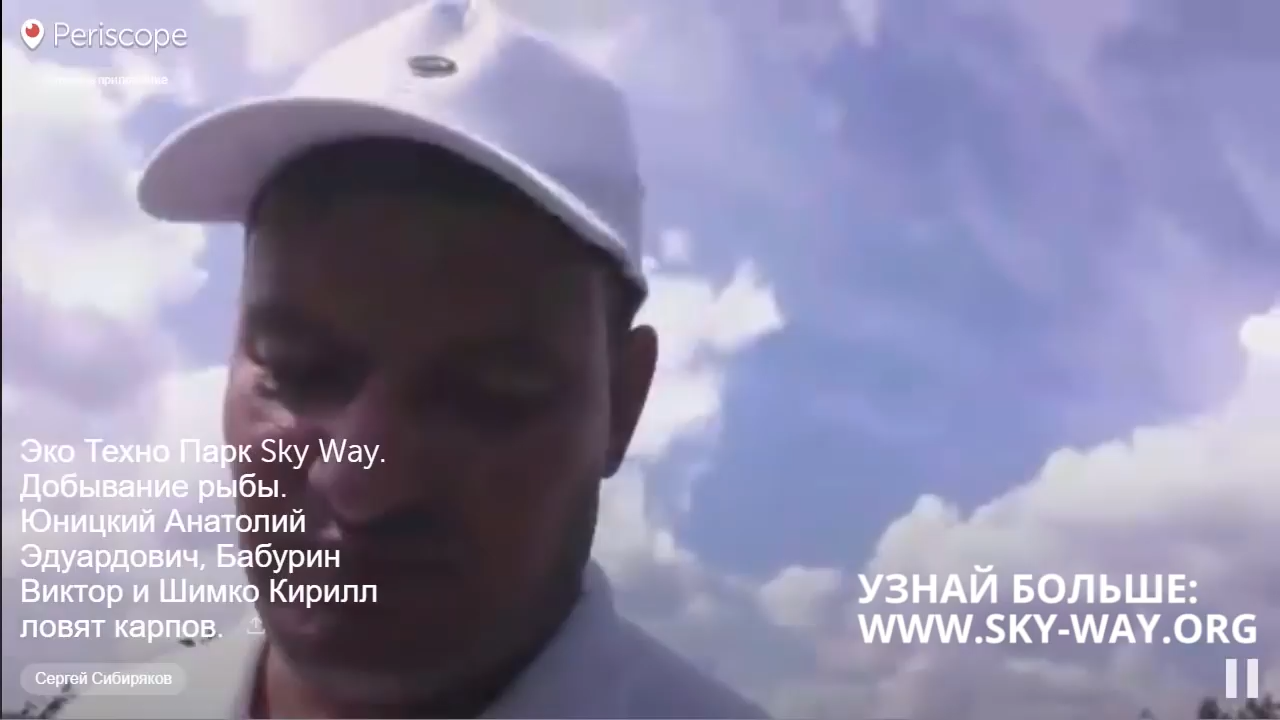 Periscope
Эко Техно Парк Sky Way.
Добывание рыбы.
Юницкий Анатолий
Эдуардович, Бабурин
Виктор и Шимко Кирилл
ловят карпов.
УЗНАЙ БОЛЬШЕ:
WWW.SKY-WAY.ORG
Сергей Сибиряков